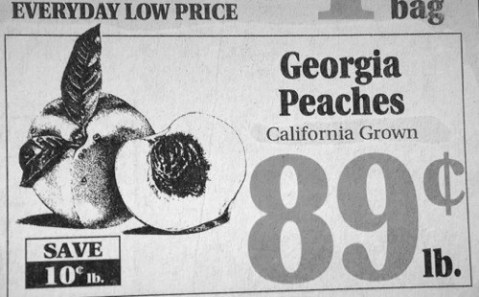 EVERYDAY LOW PRICE
bag
Georgia
Peaches
California Grown
89¢
lb.
SAVE
10¢ lb.